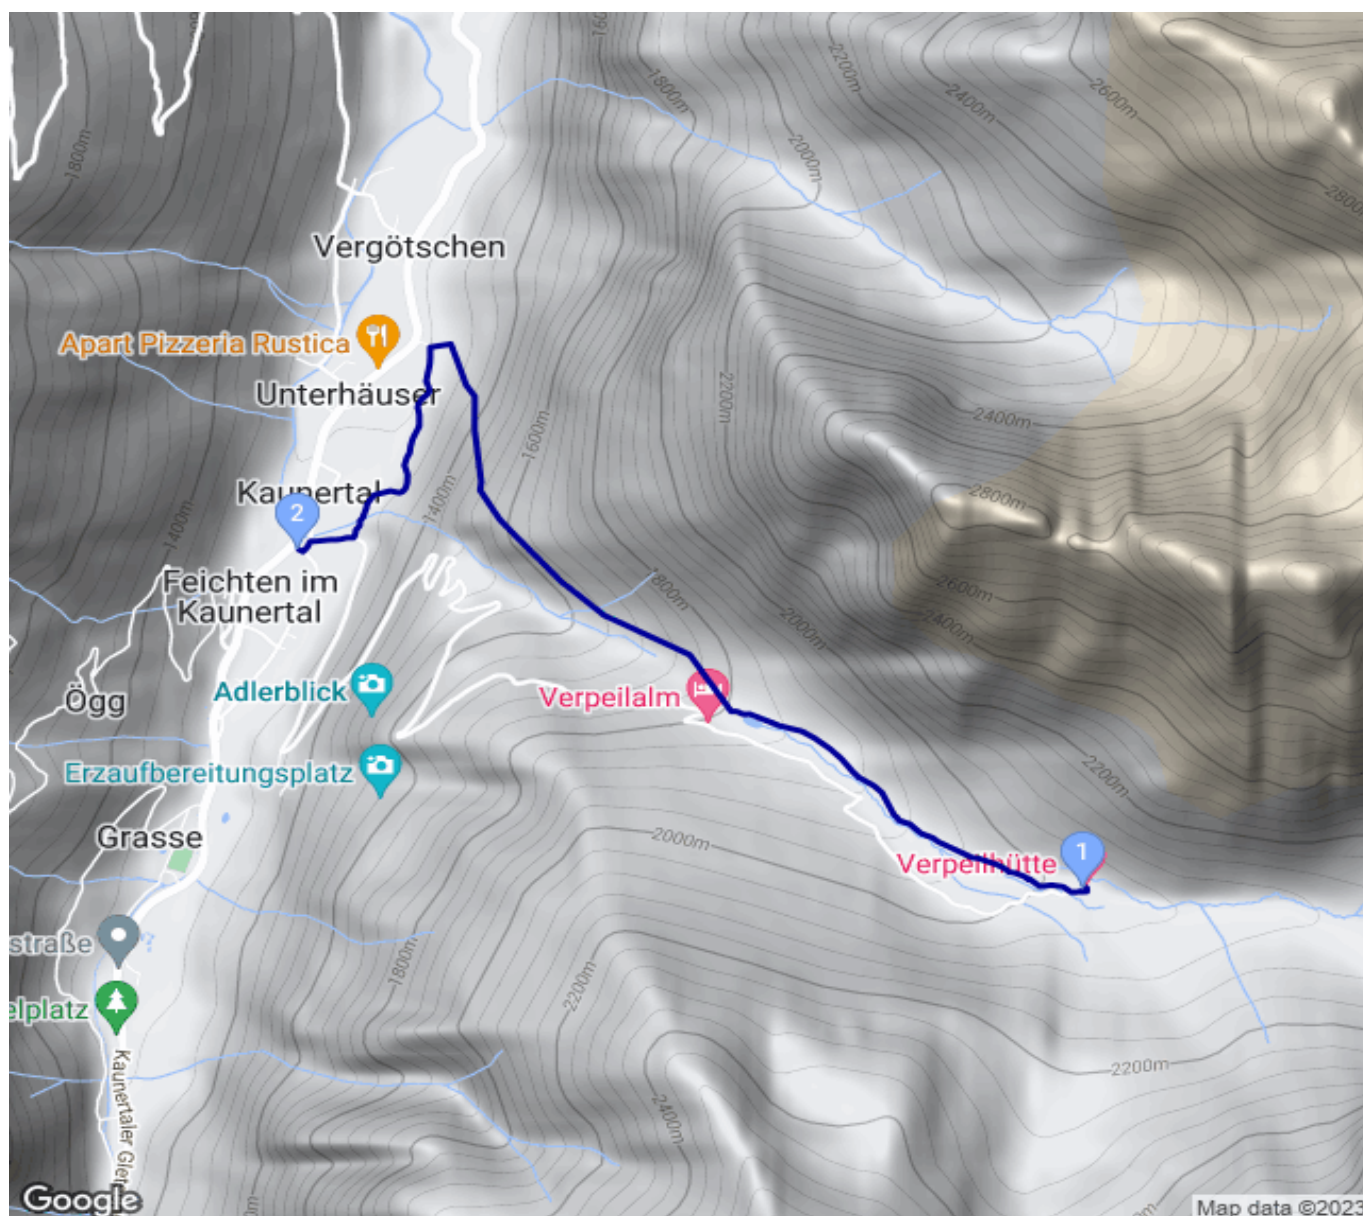 1800m
2200m
2400m
2600m
1800m
2000m
2800m
Vergötschen
Apart Pizzeria Rustica
Unterhäuser
2200m
2400m
1600m
Kaunertal
1400m
2800m
2
1400m
Feichten im
Kaunertal
1800m
2600m
2000m
2400m
Adlerblick
Ögg
Verpeilalm
Erzaufbereitungsplatz
2200m
Grasse
2000m
Verpeilhütte
1
straße
1800m
2200m
elplatz
2200m
Kaunertaler Glet
2400m
Google
Map data ©2023